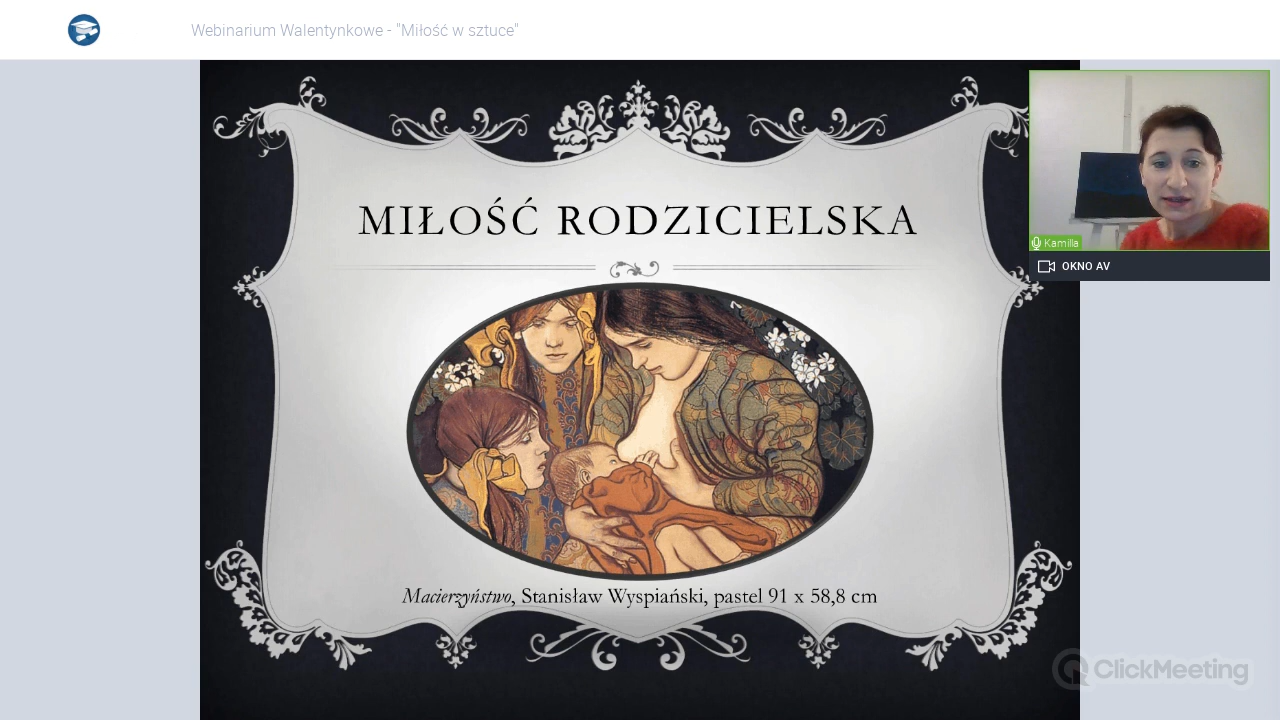 Webinarium Walentynkowe - "Miłość w sztuce"
MIŁOŚĆ RODZICIELSKA
Kamilla
OKNO AV
Macierzyństwo, Stanisław Wyspiański, pastel 91 x 58,8 cm
ClickMeeting